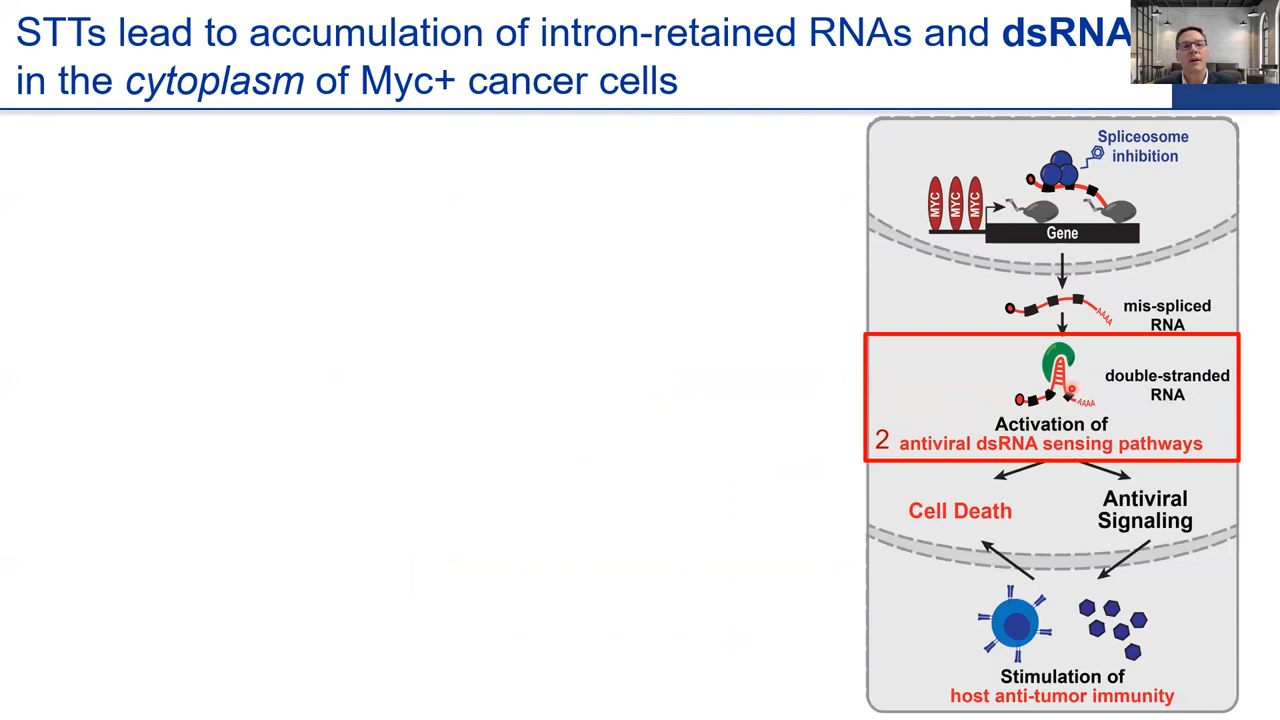 STTs lead to accumulation of intron-retained RNAs and dsRNA
in the cytoplasm of Myc+ cancer cells
Spliceosome
inhibition
MYC
MYC
MYC
Gene
AAAA
mis-spliced
RNA
AAAA
double-stranded
RNA
Activation of
2 antiviral dsRNA sensing pathways
Cell Death
Antiviral
Signaling
Stimulation of
host anti-tumor immunity